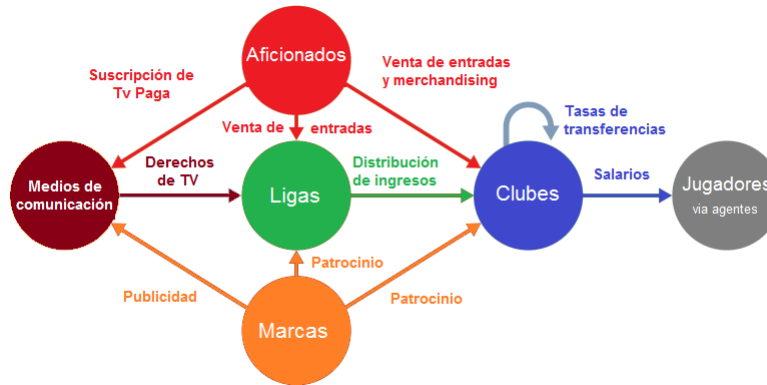 Aficionados
Suscripción de
Tv Paga
Venta de entradas
y merchandising
Venta de entradas
Tasas de
transferencias
Medios de
comunicación
Derechos
de TV
Ligas
Distribución
de ingresos
Clubes
Salarios
Jugadores
via agentes
Patrocinio
Publicidad
Patrocinio
Marcas